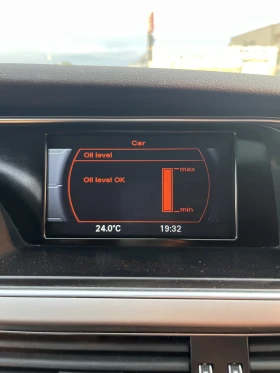 Car
Oil level
Oil level OK
max
min
24.0°C 19:32